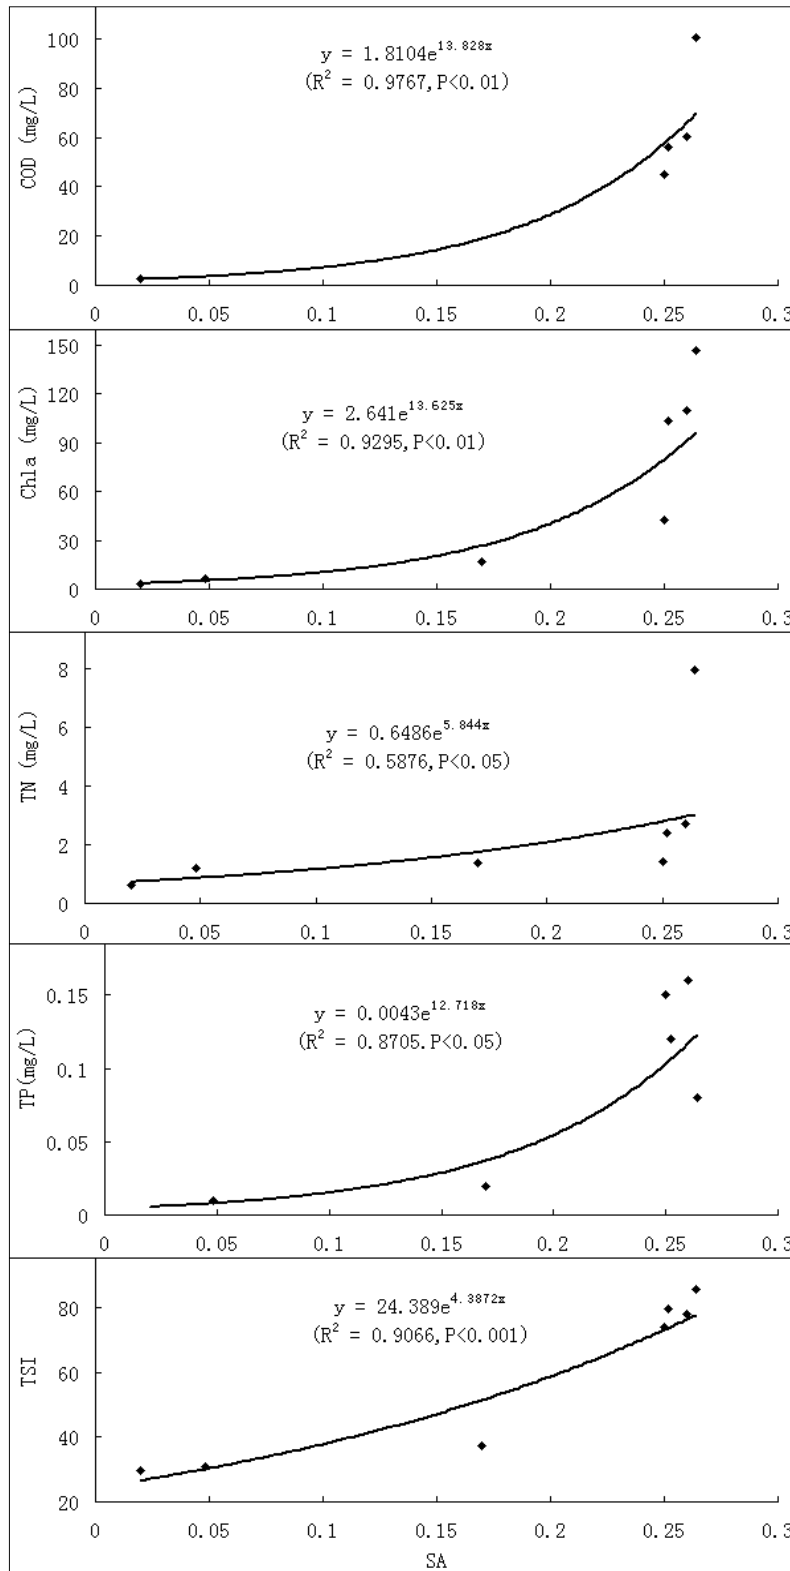 100
80
60
40
20
0
COD (mg/L)
y = 1.8104e^13.828x
(R² = 0.9767,P<0.01)
0 0.05 0.1 0.15 0.2 0.25 0.3
150
120
90
60
30
0
Chla (mg/L)
y = 2.641e^13.625x
(R² = 0.9295,P<0.01)
0 0.05 0.1 0.15 0.2 0.25 0.3
8
6
4
2
0
TN (mg/L)
y = 0.6486e^5.844x
(R² = 0.5876,P<0.05)
0 0.05 0.1 0.15 0.2 0.25 0.3
0.15
0.1
0.05
0
TP(mg/L)
y = 0.0043e^12.718x
(R² = 0.8705.P<0.05)
0 0.05 0.1 0.15 0.2 0.25 0.3
80
60
40
20
TSI
y = 24.389e^4.3872x
(R² = 0.9066,P<0.001)
0 0.05 0.1 0.15 0.2 0.25 0.3
SA